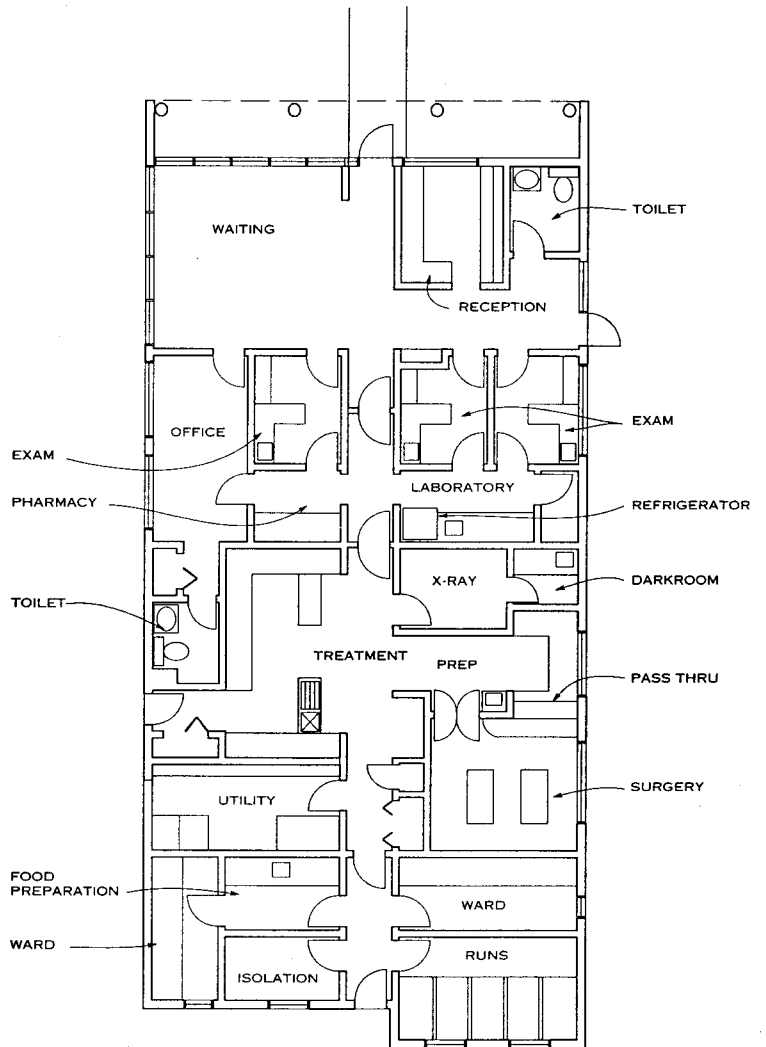 TOILET
WAITING
RECEPTION
OFFICE
EXAM
EXAM
PHARMACY
LABORATORY
REFRIGERATOR
X-RAY
DARKROOM
TOILET
TREATMENT
PREP
PASS THRU
SURGERY
UTILITY
FOOD
PREPARATION
WARD
WARD
RUNS
ISOLATION